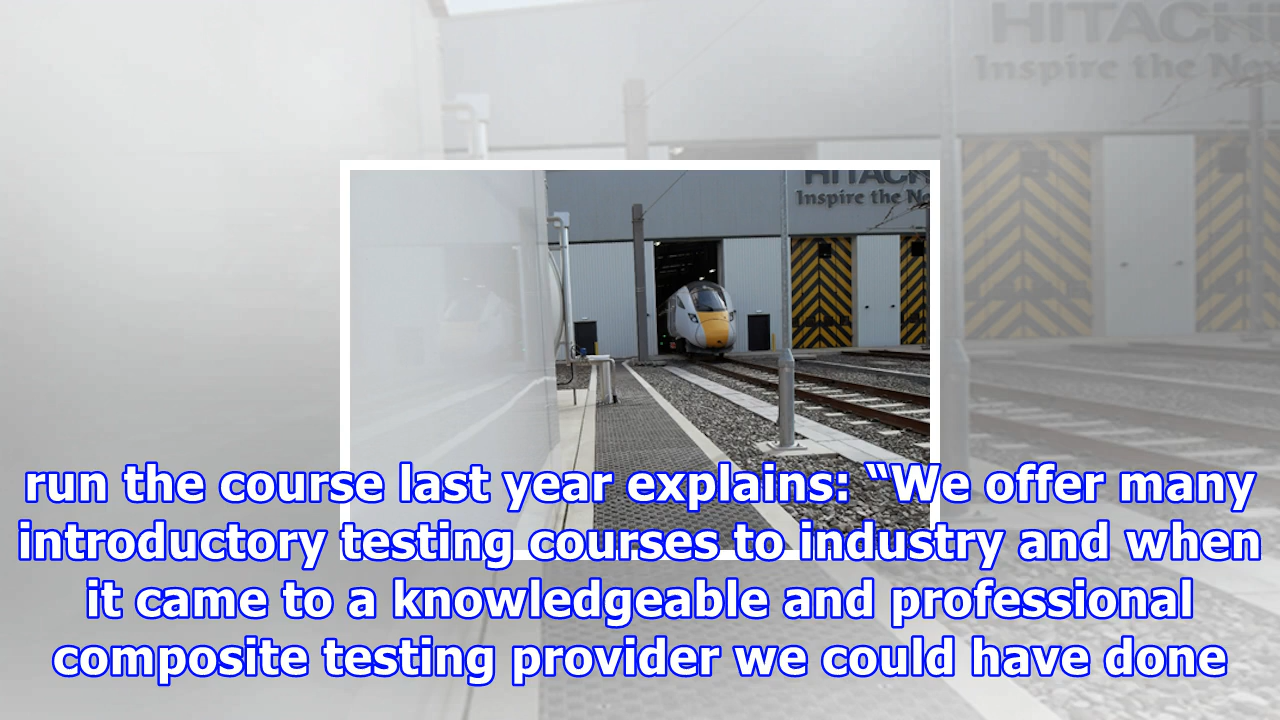 HITACHI
Inspire the
HITACH
Inspire the
run the course last year explains: “We offer many
introductory testing courses to industry and when
it came to a knowledgeable and professional
composite testing provider we could have done